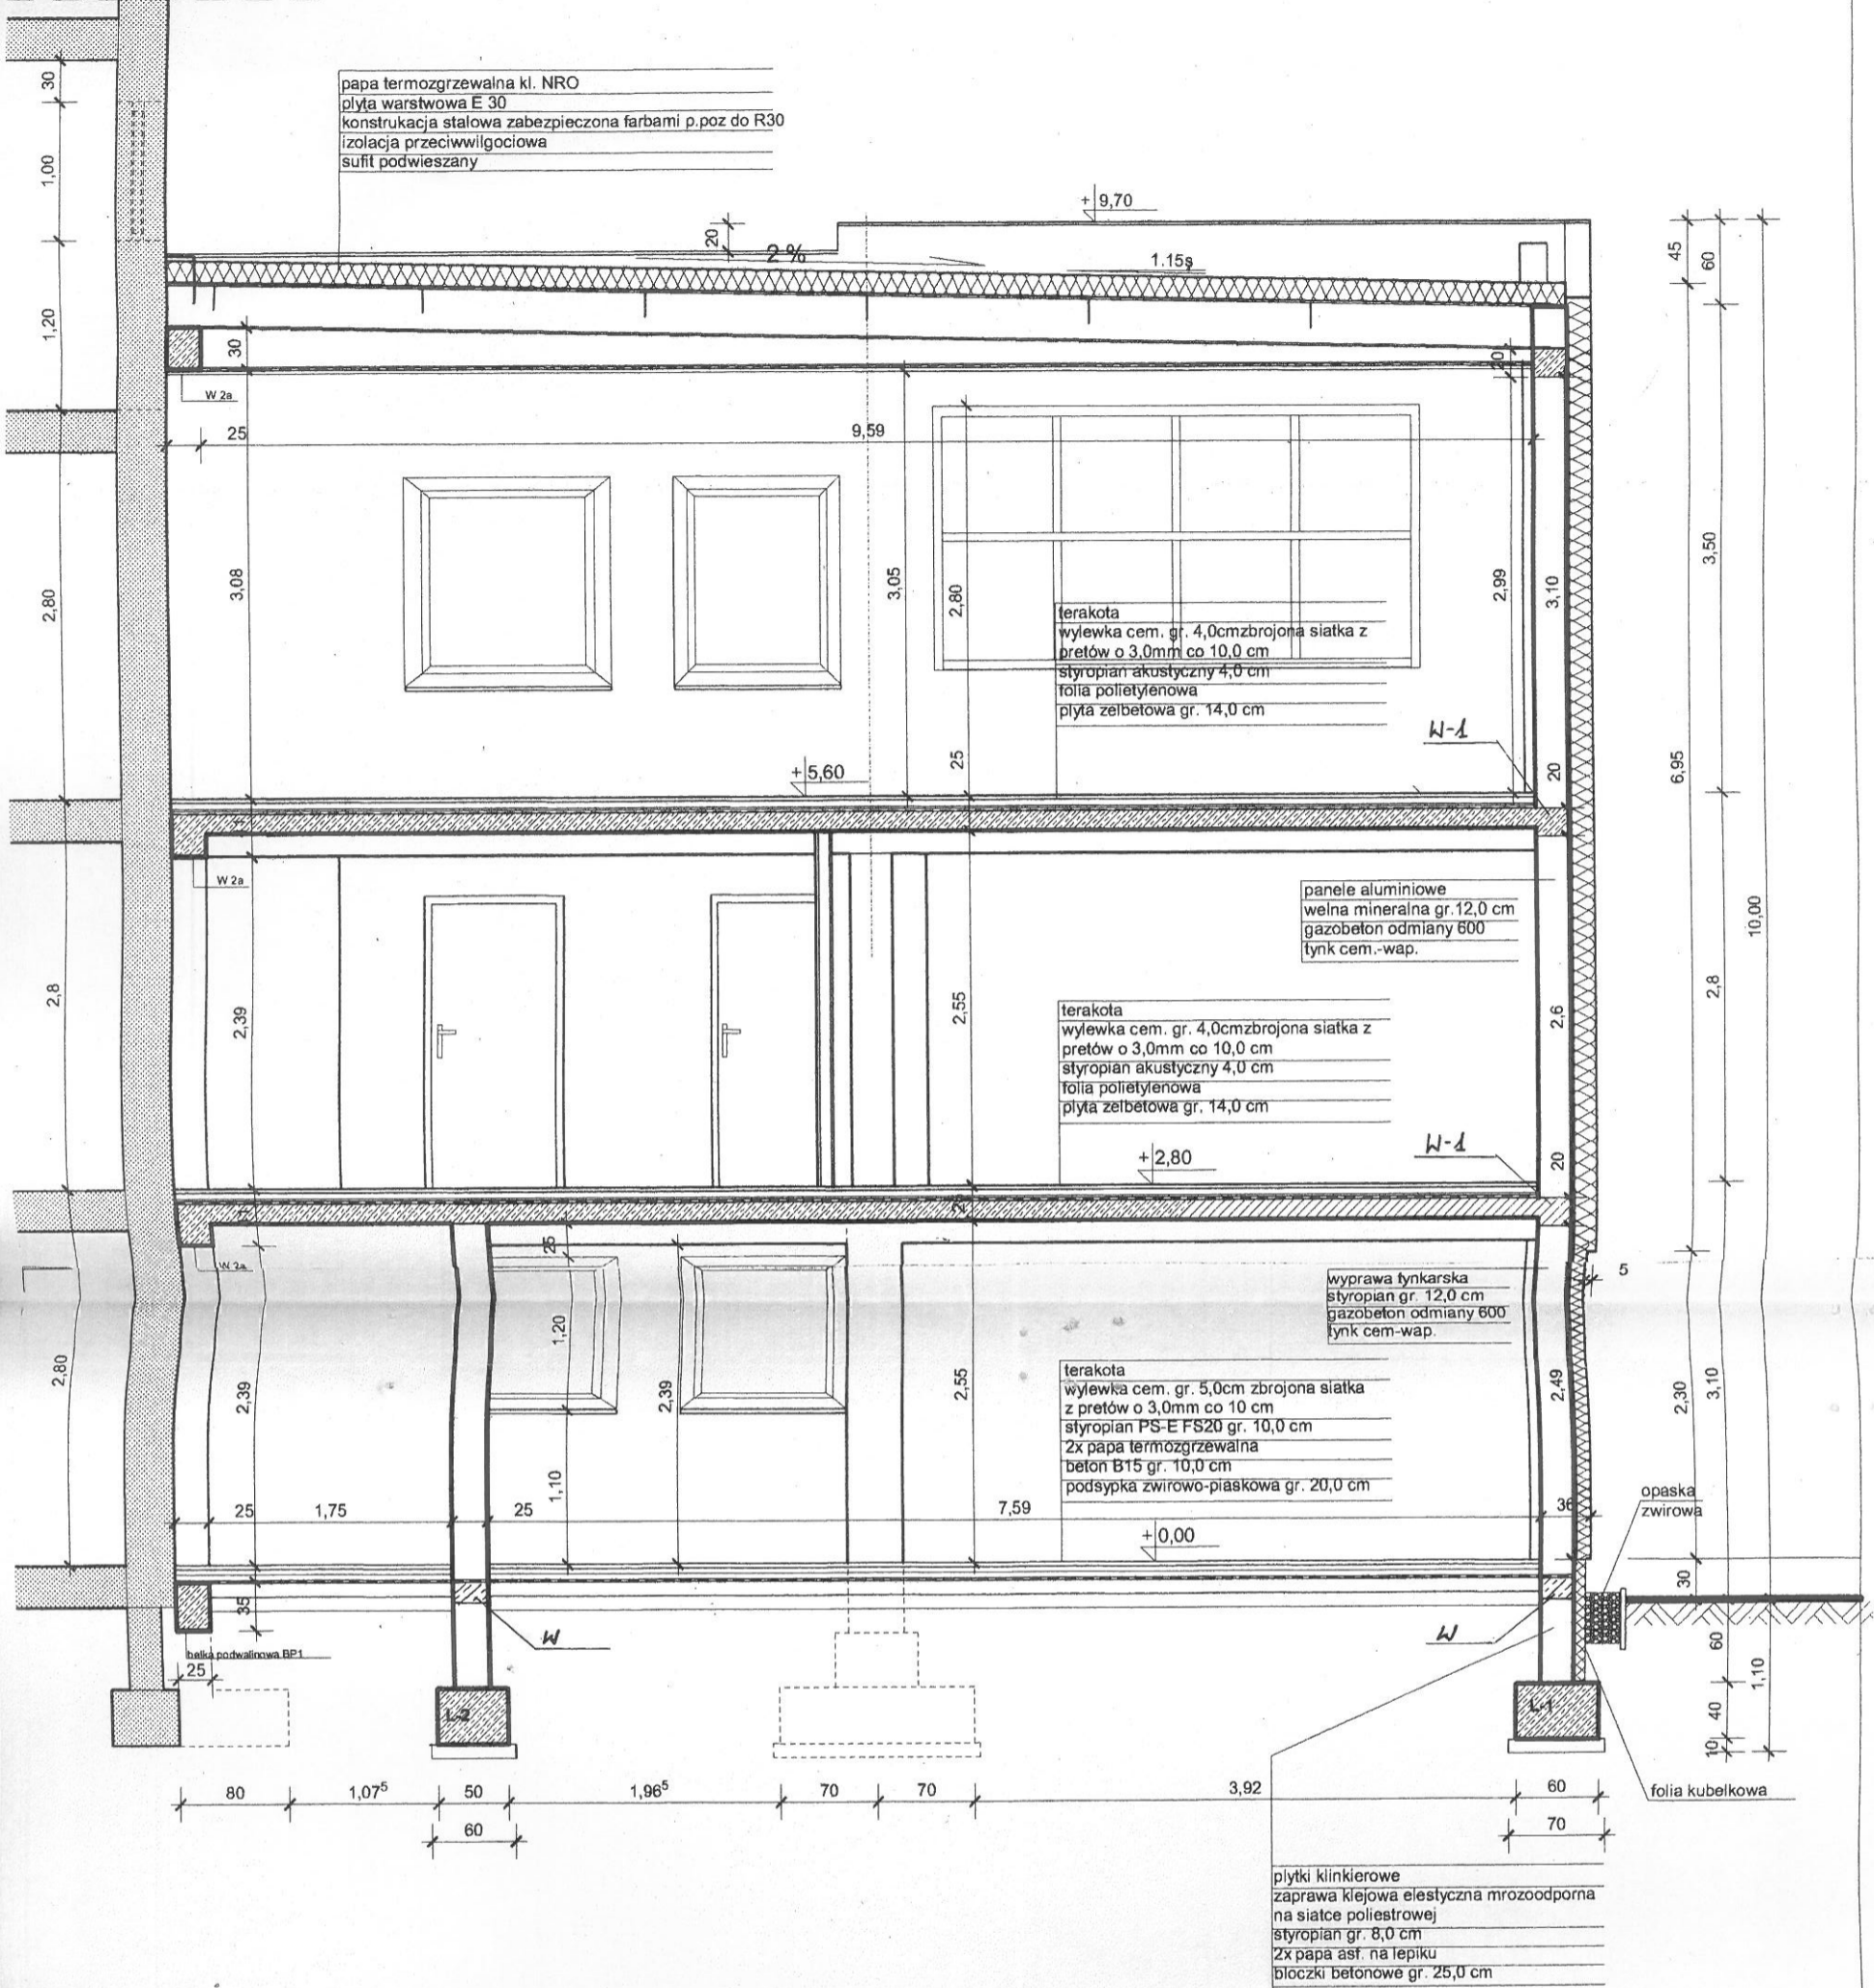 papa termozgrzewalna kl. NRO
plyta warstwowa E 30
konstrukacja stalowa zabezpieczona farbami p.poz do R30
izolacja przeciwwilgociowa
sufit podwieszany
30
1,00
1,20
2,80
2,8
2,80
+ 9,70
20
2 %
1.15s
45
60
30
20
W 2a
25
9,59
3,08
3,05
2,80
2,99
3,10
3,50
6,95
10,00
terakota
wylewka cem. gr. 4,0cmzbrojona siatka z
pretów o 3,0mm co 10,0 cm
styropian akustyczny 4,0 cm
folia polietylenowa
plyta zelbetowa gr. 14,0 cm
W-1
+ 5,60
25
20
W 2a
panele aluminiowe
welna mineralna gr.12,0 cm
gazobeton odmiany 600
tynk cem.-wap.
2,39
2,55
2,6
2,8
terakota
wylewka cem. gr. 4,0cmzbrojona siatka z
pretów o 3,0mm co 10,0 cm
styropian akustyczny 4,0 cm
folia polietylenowa
plyta zelbetowa gr. 14,0 cm
W-1
+ 2,80
20
25
W 2a
25
5
wyprawa tynkarska
styropian gr. 12,0 cm
gazobeton odmiany 600
tynk cem-wap.
1,20
2,39
2,39
2,55
2,49
2,30
3,10
terakota
wylewka cem. gr. 5,0cm zbrojona siatka
z pretów o 3,0mm co 10 cm
styropian PS-E FS20 gr. 10,0 cm
2x papa termozgrzewalna
beton B15 gr. 10,0 cm
podsypka zwirowo-piaskowa gr. 20,0 cm
1,10
25
1,75
25
7,59
36
opaska
zwirowa
+ 0,00
30
35
W
W
belka podwalinowa BP1
25
60
1,10
L-2
L-1
40
10
80
1,07⁵
50
1,96⁵
70
70
3,92
60
folia kubelkowa
60
70
plytki klinkierowe
zaprawa klejowa elestyczna mrozoodporna
na siatce poliestrowej
styropian gr. 8,0 cm
2x papa asf. na lepiku
bloczki betonowe gr. 25,0 cm